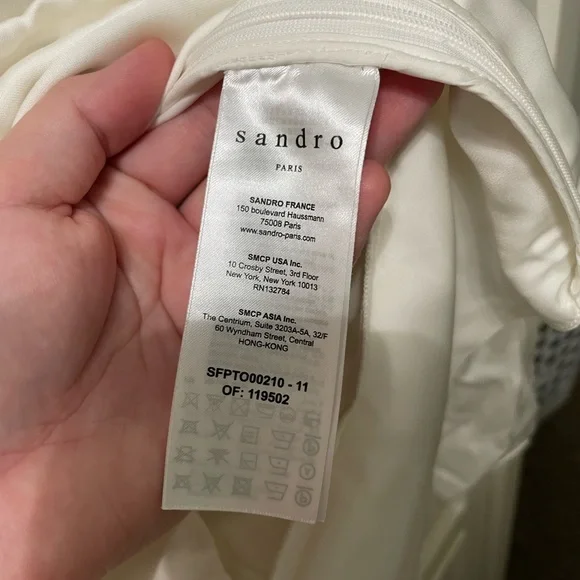 sandro
PARIS
SANDRO FRANCE
150 boulevard Haussmann
75008 Paris
www.sandro-paris.com
SMCP USA Inc.
10 Crosby Street, 3rd Floor
New York, New York 10013
RN132784
SMCP ASIA Inc.
The Centrium, Suite 3203A-5A, 32/F
60 Wyndham Street, Central
HONG-KONG
SFPTO00210 - 11
OF: 119502